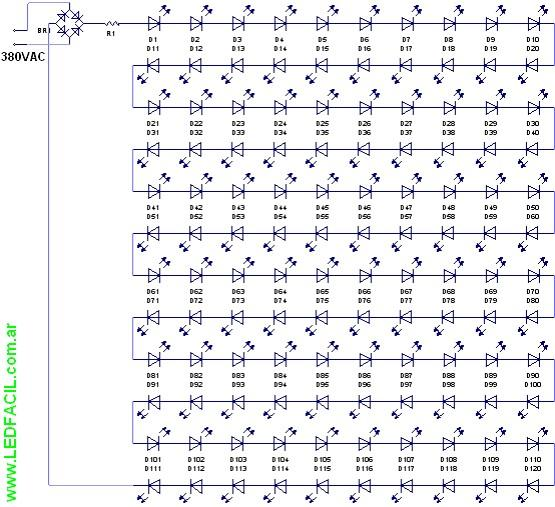 BR1
R1
380VAC
D1 D2 D3 D4 D5 D6 D7 D8 D9 D10
D11 D12 D13 D14 D15 D16 D17 D18 D19 D20
D21 D22 D23 D24 D25 D26 D27 D28 D29 D30
D31 D32 D33 D34 D35 D36 D37 D38 D39 D40
D41 D42 D43 D44 D45 D46 D47 D48 D49 D50
D51 D52 D53 D54 D55 D56 D57 D58 D59 D60
D61 D62 D63 D64 D65 D66 D67 D68 D69 D70
D71 D72 D73 D74 D75 D76 D77 D78 D79 D80
D81 D82 D83 D84 D85 D86 D87 D88 D89 D90
D91 D92 D93 D94 D95 D96 D97 D98 D99 D100
D101 D102 D103 D104 D105 D106 D107 D108 D109 D110
D111 D112 D113 D114 D115 D116 D117 D118 D119 D120
www.LEDFACIL.com.ar